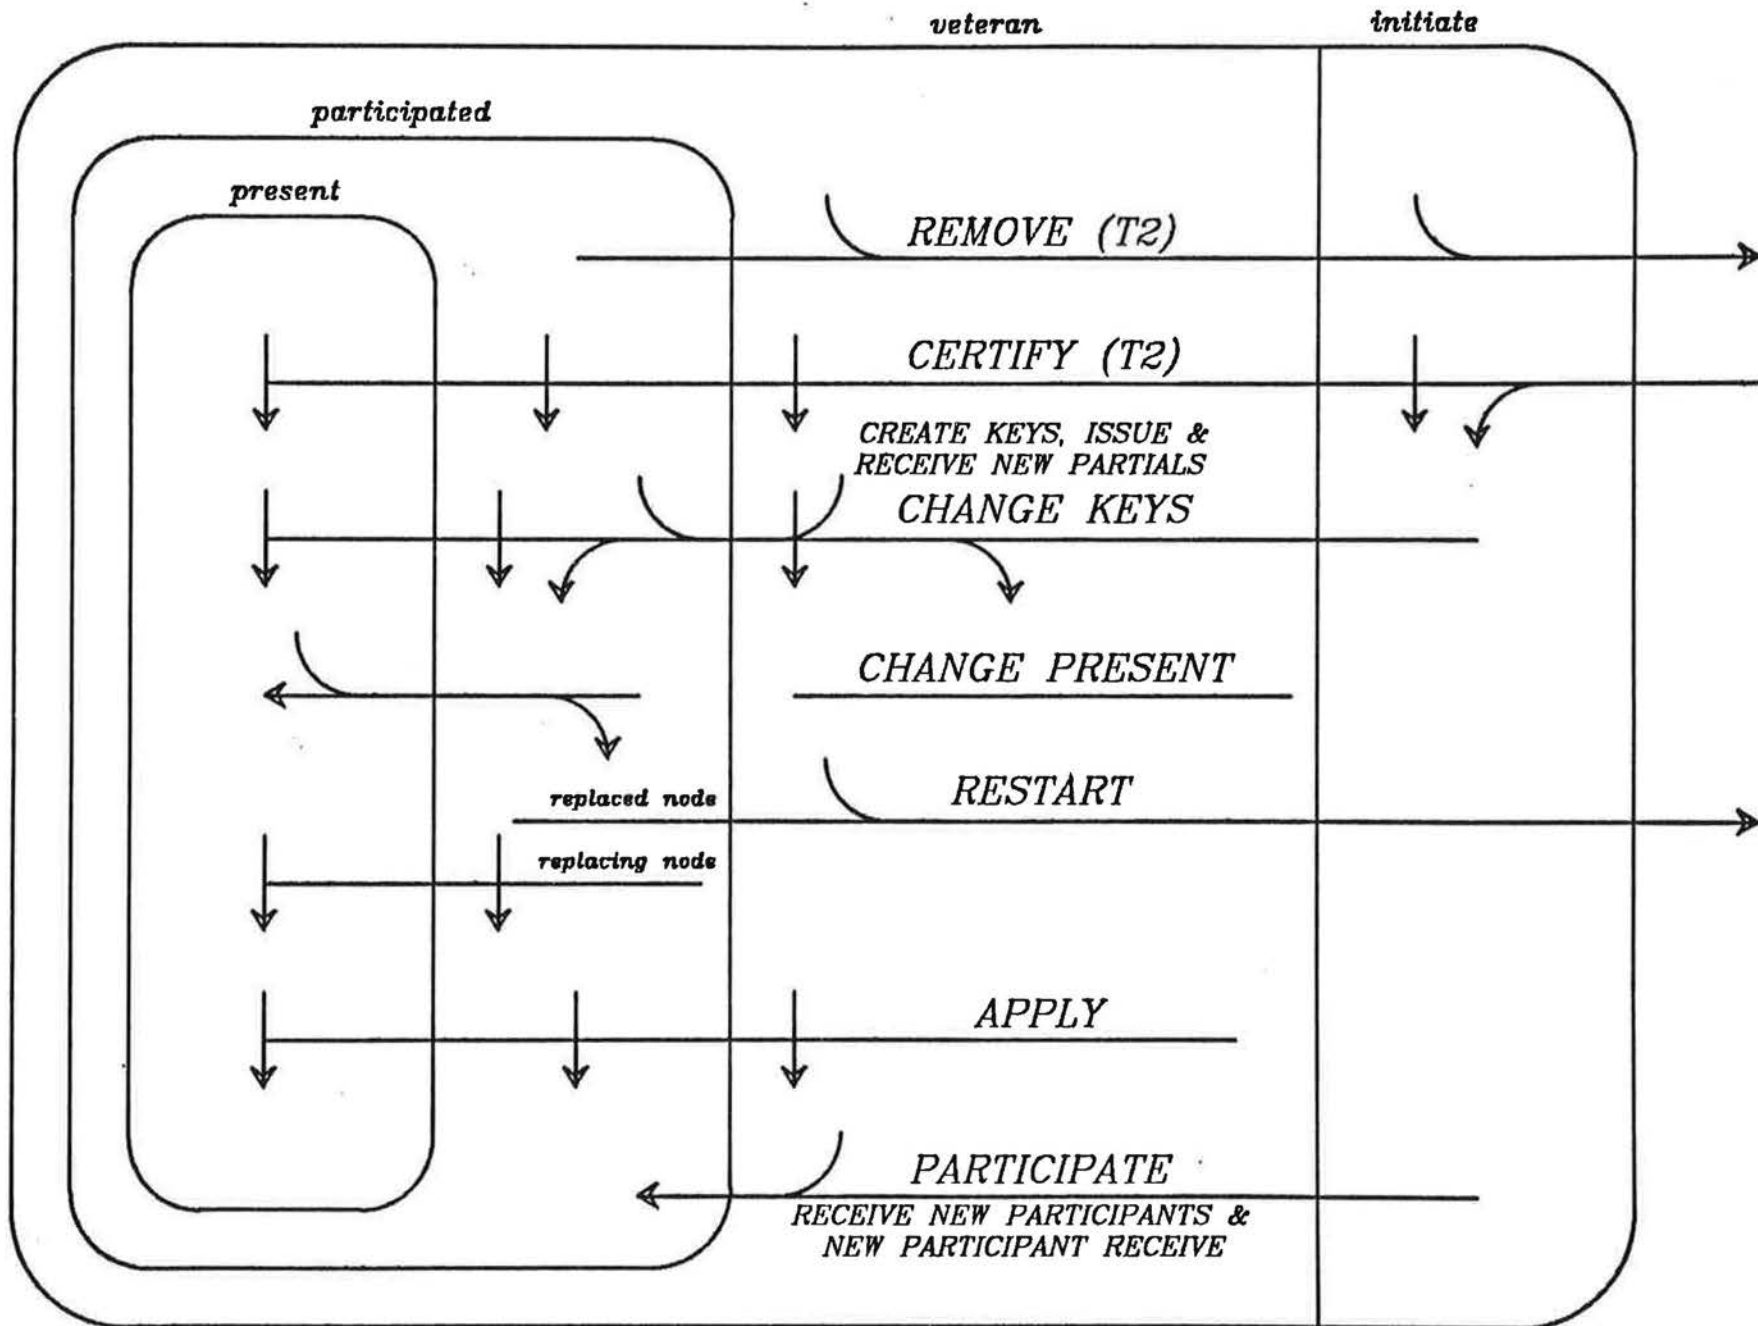 veteran
initiate
participated
present
REMOVE (T2)
CERTIFY (T2)
CREATE KEYS, ISSUE &
RECEIVE NEW PARTIALS
CHANGE KEYS
CHANGE PRESENT
replaced node
RESTART
replacing node
APPLY
PARTICIPATE
RECEIVE NEW PARTICIPANTS &
NEW PARTICIPANT RECEIVE